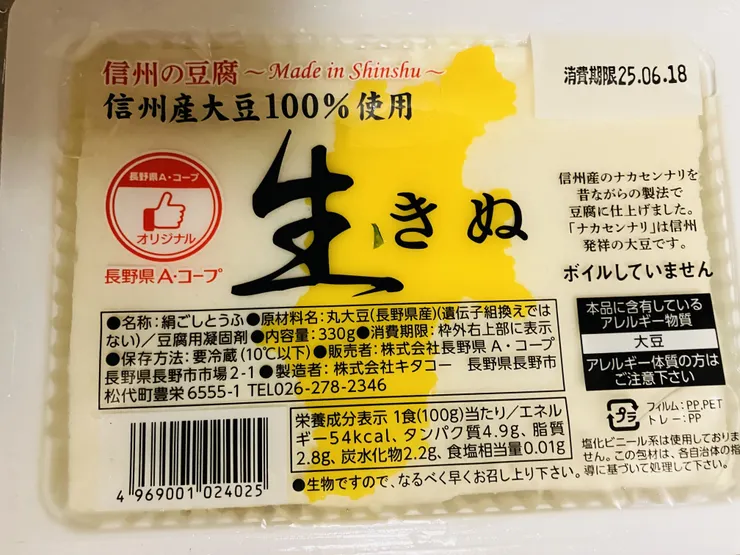 信州の豆腐 ～Made in Shinshu～
信州産大豆100％使用
消費期限25.06.18
長野県A・コープ
オリジナル
長野県A・コープ
生きぬ
信州産のナカセンナリを
昔ながらの製法で
豆腐に仕上げました。
「ナカセンナリ」は信州
発祥の大豆です。
ボイルしていません
●名称:絹ごしとうふ●原材料名:丸大豆(長野県産)(遺伝子組換えでは
ない)／豆腐用凝固剤●内容量:330g●消費期限:枠外右上部に表示
●保存方法:要冷蔵(10℃以下)●販売者:株式会社長野県A・コープ
長野県長野市市場2-1●製造者:株式会社キタコー 長野県長野市
松代町豊栄6555-1 TEL026-278-2346
本品に含有している
アレルギー物質
大豆
アレルギー体質の方は
ご注意下さい
栄養成分表示 1食(100g)当たり／エネル
ギー54kcal、タンパク質4.9g、脂質
2.8g、炭水化物2.2g、食塩相当量0.01g
●生物ですので、なるべく早くお召し上り下さい。
プラ
フィルム:PP,PET
トレー:PP
塩化ビニール系は使用しておりま
せん。この包材は、各自治体の指
導に基づいて処理して下さい。
4 969001 024025